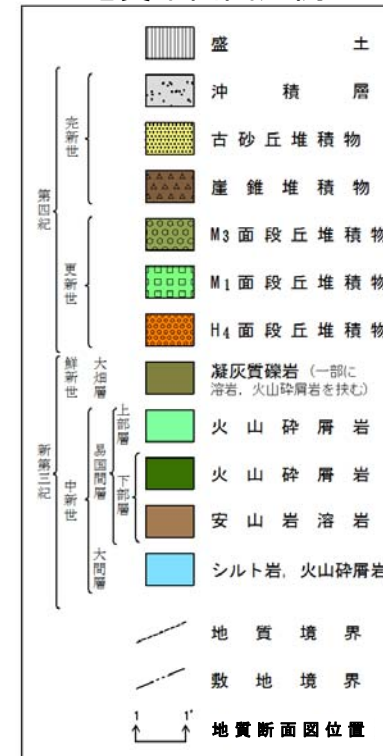 盛土
沖積層
古砂丘堆積物
崖錐堆積物
M3面段丘堆積物
M1面段丘堆積物
H4面段丘堆積物
凝灰質礫岩（一部に
溶岩，火山砕屑岩を挟む）
火山砕屑岩
火山砕屑岩
安山岩溶岩
シルト岩，火山砕屑岩
地質境界
敷地境界
1 1' 地質断面図位置
第四紀
完新世
更新世
新第三紀
鮮新世
中新世
大畑層
易国間層
上部層
下部層
大間層